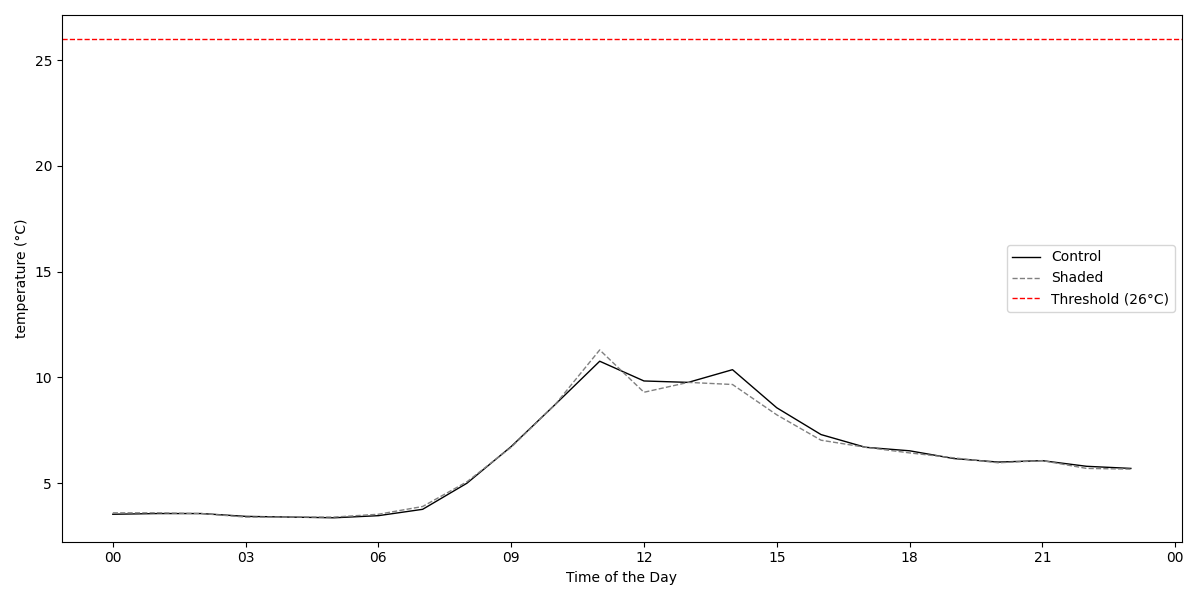 25
20
15
10
5
temperature (°C)
Control
Shaded
Threshold (26°C)
00 03 06 09 12 15 18 21 00
Time of the Day